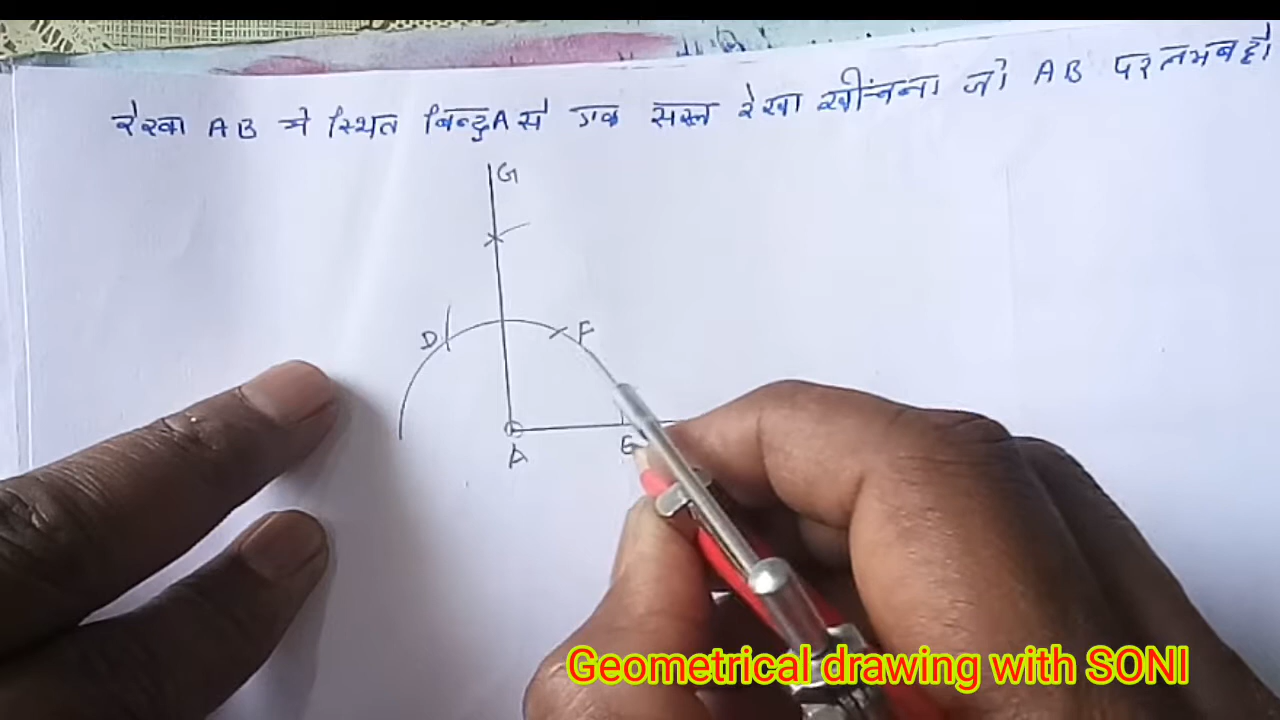 रेखा AB मे स्थित बिन्दु A से एक सरल रेखा खींचना जो AB पर लम्ब हो
G
D
F
A
E
Geometrical drawing with SONI